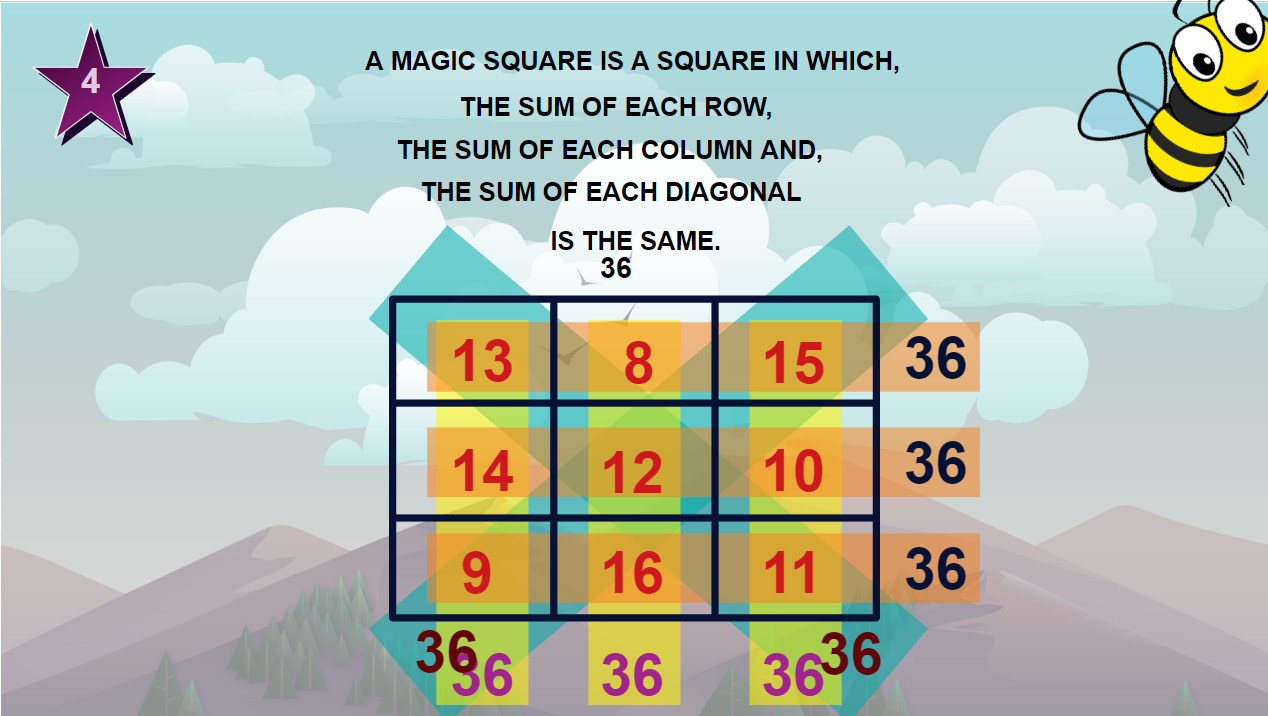 4
A MAGIC SQUARE IS A SQUARE IN WHICH,
THE SUM OF EACH ROW,
THE SUM OF EACH COLUMN AND,
THE SUM OF EACH DIAGONAL
IS THE SAME.
36
13 8 15 36
14 12 10 36
9 16 11 36
36 36
36 36 36